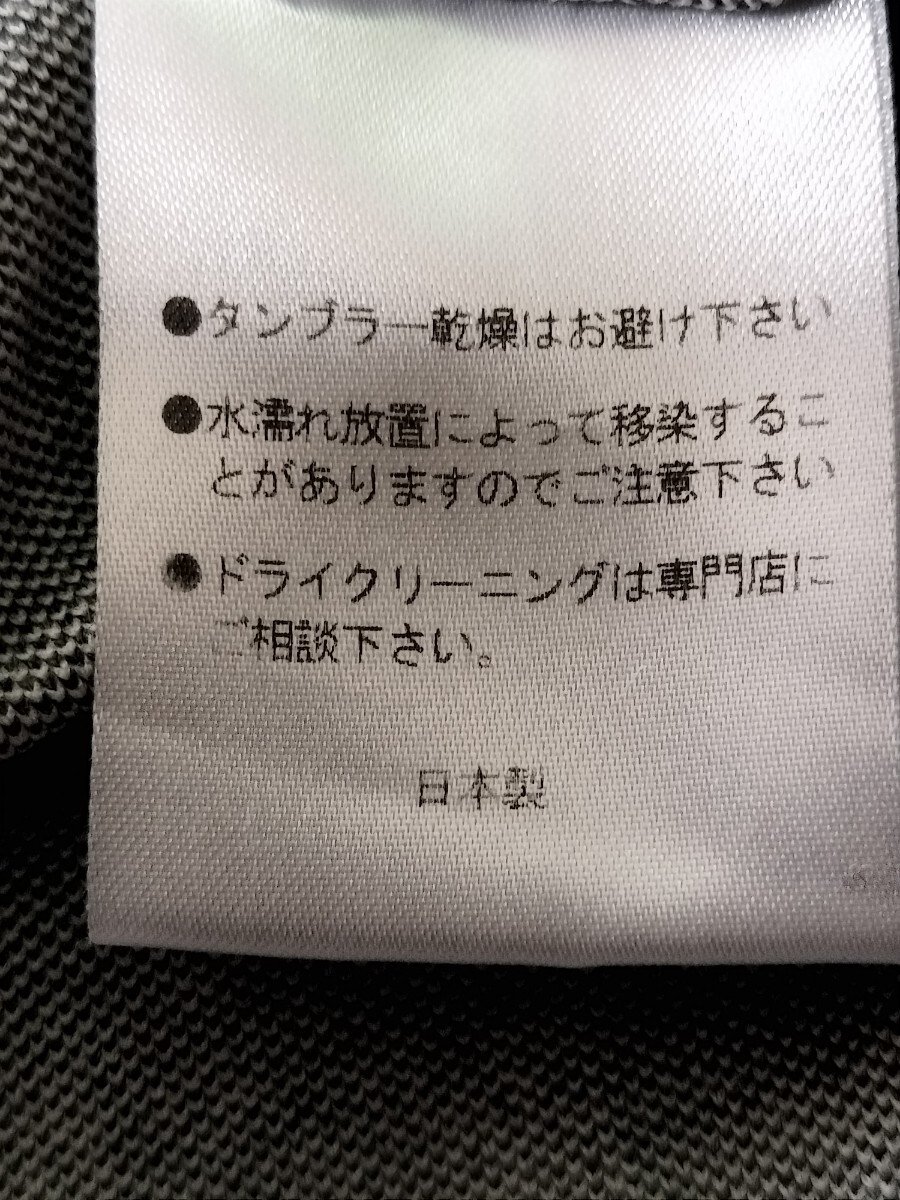 ●タンブラー乾燥はお避け下さい
●水濡れ放置によって移染するこ
とがありますのでご注意下さい
●ドライクリーニングは専門店に
ご相談下さい。
日本製